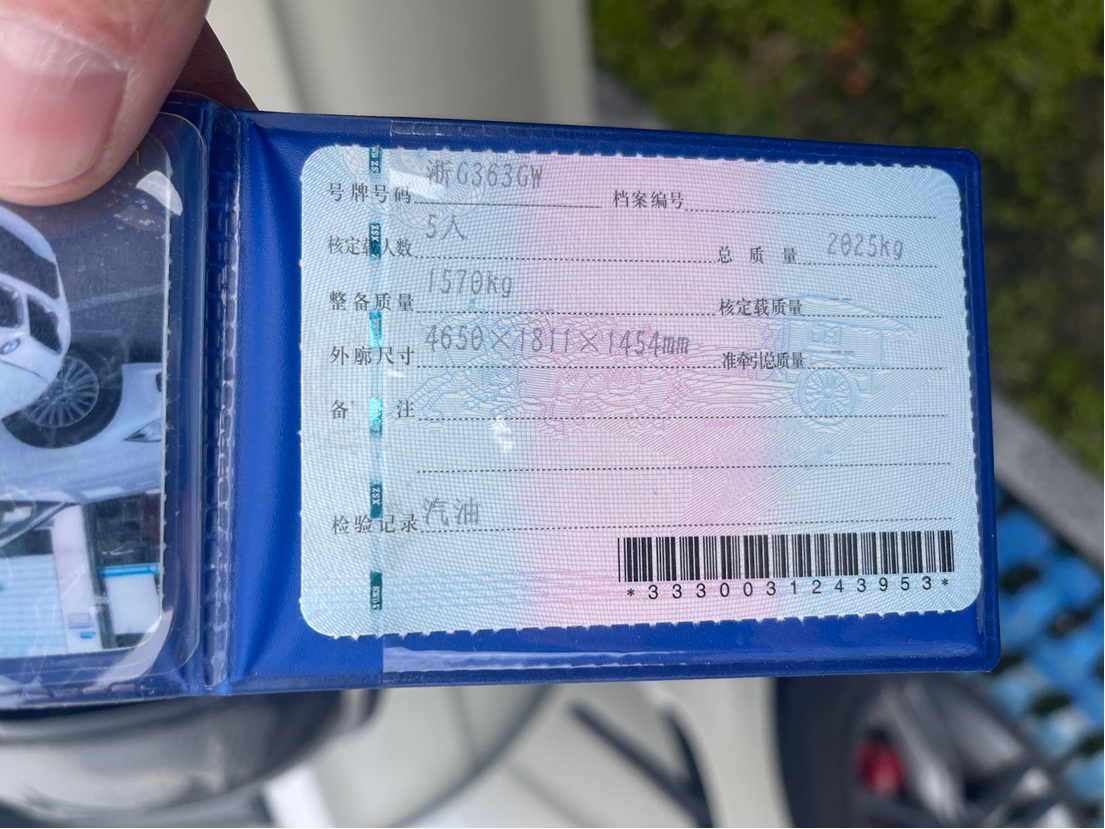 号牌号码 浙G363GW 档案编号
核定载人数 5人 总质量 2025kg
整备质量 1570kg 核定载质量 --
外廓尺寸 4650×1811×1454mm 准牵引总质量 --
备注
检验记录 汽油
*3330031243953*